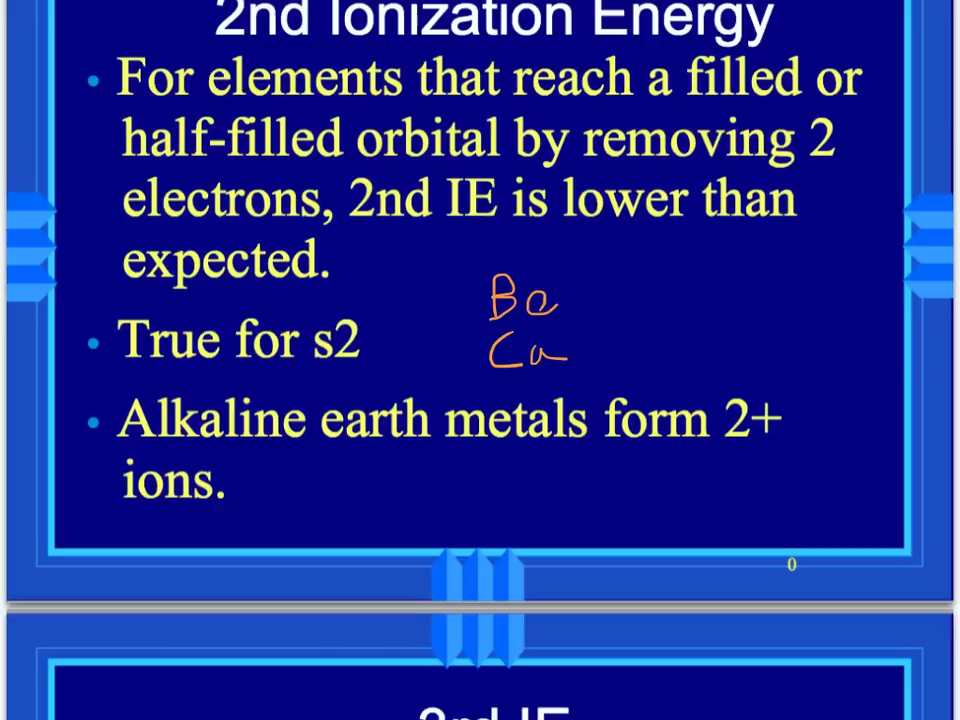 2nd Ionization Energy
• For elements that reach a filled or
half-filled orbital by removing 2
electrons, 2nd IE is lower than
expected.
Be
• True for s2
Ca
• Alkaline earth metals form 2+
ions.
0
3rd IE